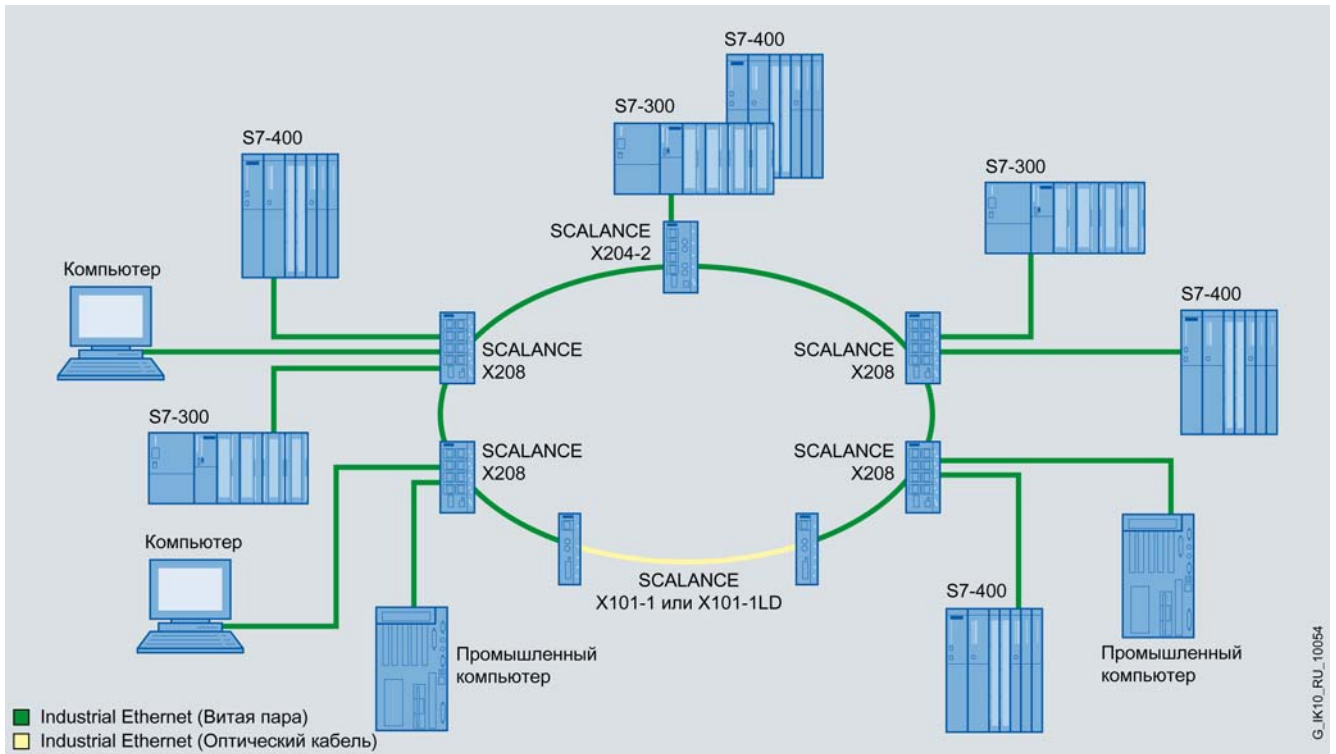 S7-400
S7-300
S7-400
S7-300
SCALANCE
X204-2
Компьютер
S7-400
SCALANCE
X208
SCALANCE
X208
S7-300
SCALANCE
X208
SCALANCE
X208
Компьютер
SCALANCE
X101-1 или X101-1LD
S7-400
Промышленный
компьютер
Промышленный
компьютер
Industrial Ethernet (Витая пара)
Industrial Ethernet (Оптический кабель)
G_IK10_RU_10054